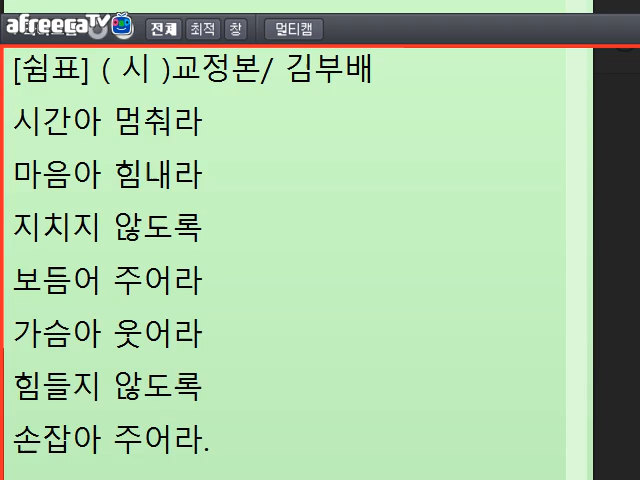 afreecaTV
전체 최적 창 멀티캠
[쉼표] ( 시 )교정본/ 김부배
시간아 멈춰라
마음아 힘내라
지치지 않도록
보듬어 주어라
가슴아 웃어라
힘들지 않도록
손잡아 주어라.